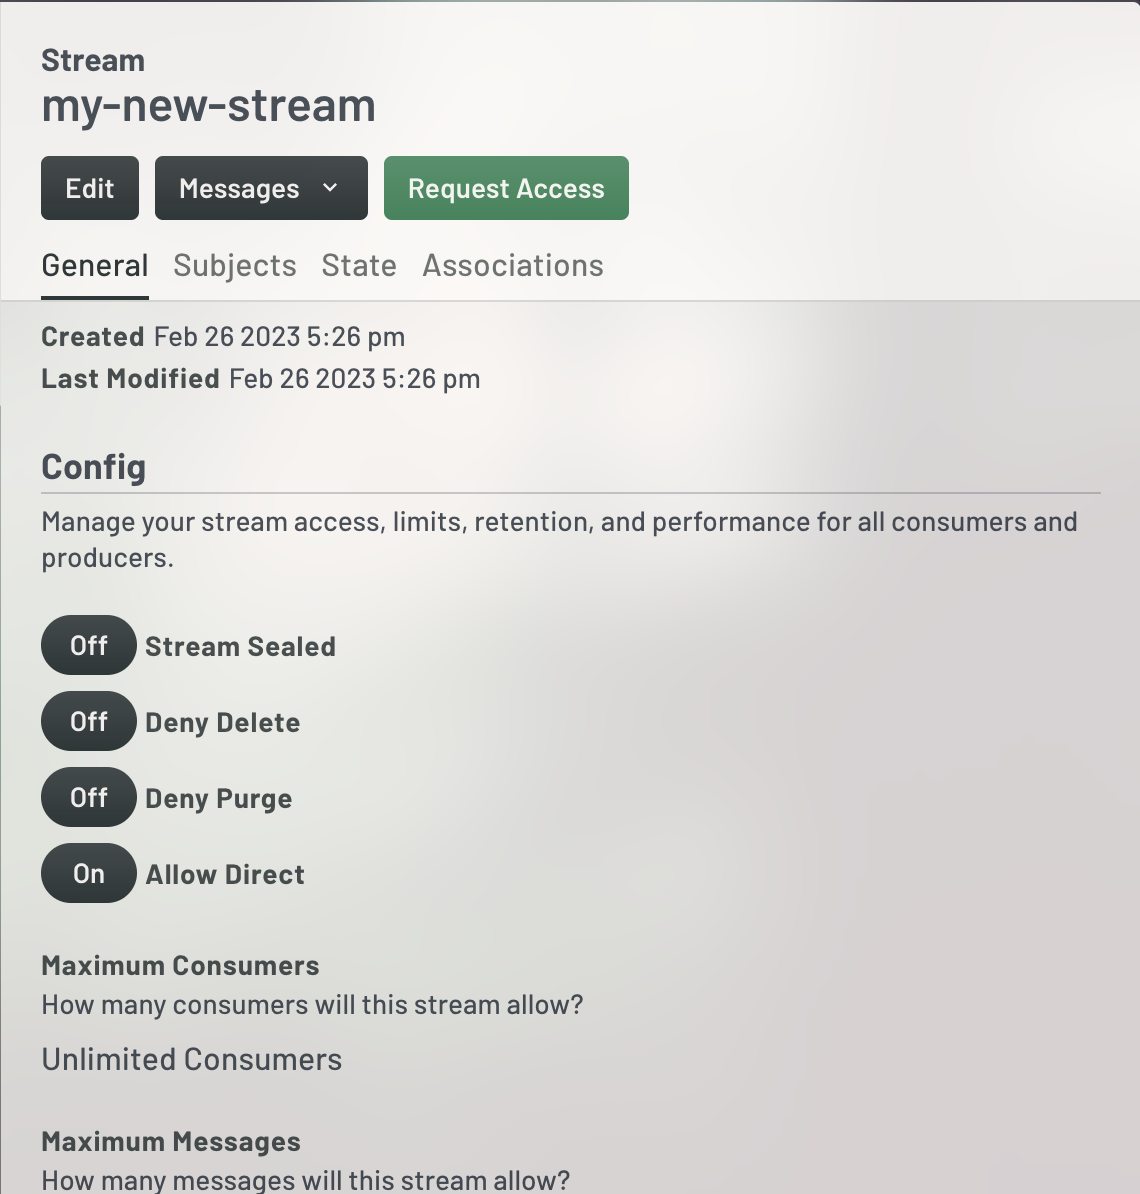 Stream
my-new-stream
Edit Messages Request Access
General Subjects State Associations
Created Feb 26 2023 5:26 pm
Last Modified Feb 26 2023 5:26 pm
Config
Manage your stream access, limits, retention, and performance for all consumers and
producers.
Off Stream Sealed
Off Deny Delete
Off Deny Purge
On Allow Direct
Maximum Consumers
How many consumers will this stream allow?
Unlimited Consumers
Maximum Messages
How many messages will this stream allow?